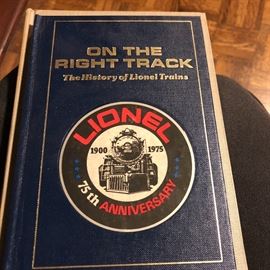 ON THE
RIGHT TRACK
The History of Lionel Trains
LIONEL
1900 1975
75th ANNIVERSARY